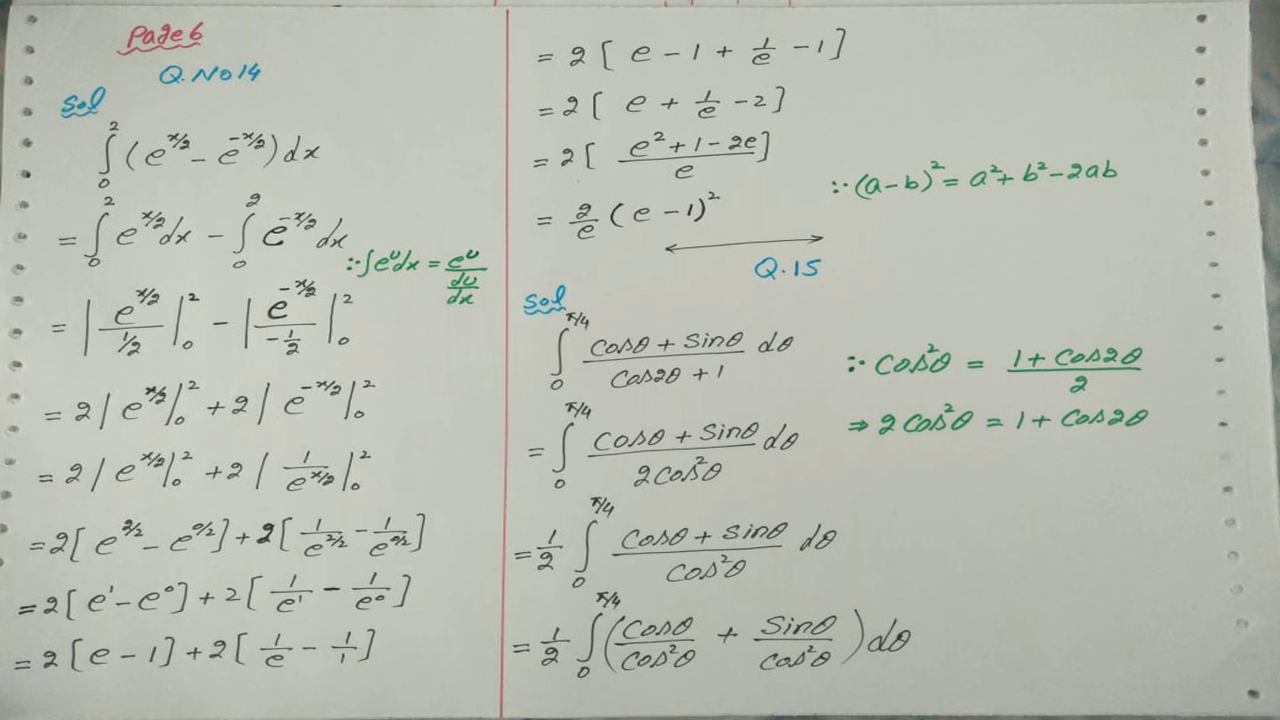 Page 6
Q.No 14
Sol
∫₀² (e^{x/2} - e^{-x/2}) dx
= ∫₀² e^{x/2} dx - ∫₀² e^{-x/2} dx
∵ ∫e^U dx = e^U / (dU/dx)
= | e^{x/2} / (1/2) |₀² - | e^{-x/2} / (-1/2) |₀²
= 2 | e^{x/2} |₀² + 2 | e^{-x/2} |₀²
= 2 | e^{x/2} |₀² + 2 | 1/e^{x/2} |₀²
= 2 [ e^{2/2} - e^{0/2} ] + 2 [ 1/e^{2/2} - 1/e^{0/2} ]
= 2 [ e¹ - e⁰ ] + 2 [ 1/e¹ - 1/e⁰ ]
= 2 [ e - 1 ] + 2 [ 1/e - 1/1 ]
= 2 [ e - 1 + 1/e - 1 ]
= 2 [ e + 1/e - 2 ]
= 2 [ (e² + 1 - 2e) / e ]
∵ (a - b)² = a² + b² - 2ab
= 2/e (e - 1)²
Q.15
Sol
∫₀^{π/4} (Cosθ + Sinθ) / (Cos2θ + 1) dθ
∵ Cos²θ = (1 + Cos2θ) / 2
⇒ 2Cos²θ = 1 + Cos2θ
= ∫₀^{π/4} (Cosθ + Sinθ) / (2Cos²θ) dθ
= 1/2 ∫₀^{π/4} (Cosθ + Sinθ) / (Cos²θ) dθ
= 1/2 ∫₀^{π/4} ( Cosθ/Cos²θ + Sinθ/Cos²θ ) dθ